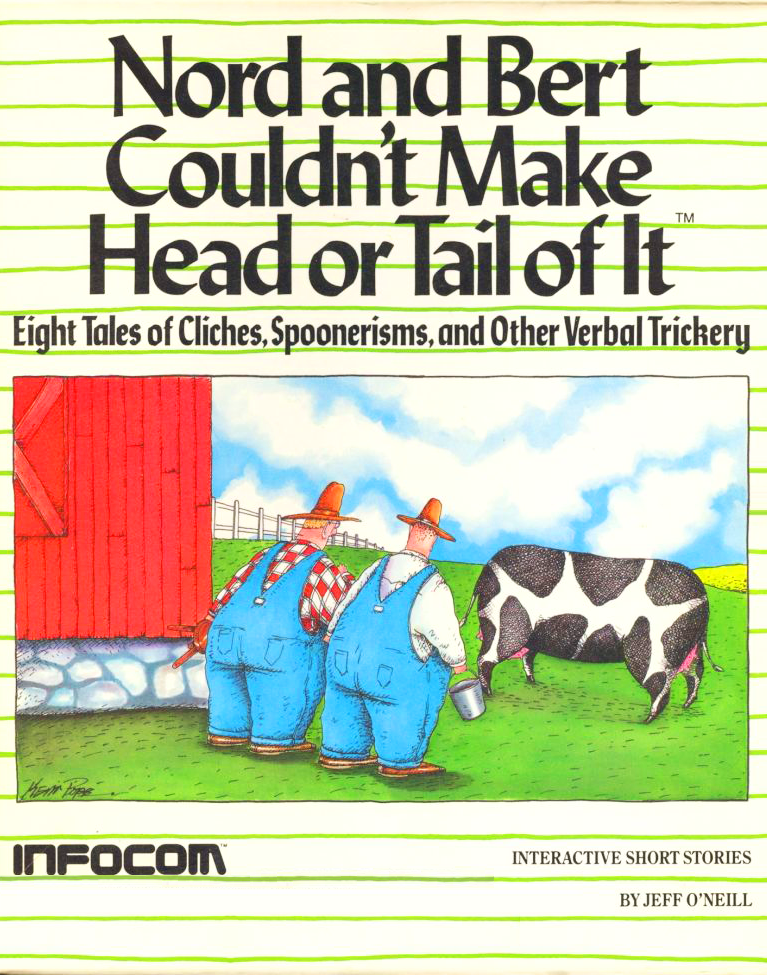 Nord and Bert
Couldn't Make
Head or Tail of It™
Eight Tales of Cliches, Spoonerisms, and Other Verbal Trickery
INFOCOM™
INTERACTIVE SHORT STORIES
BY JEFF O'NEILL